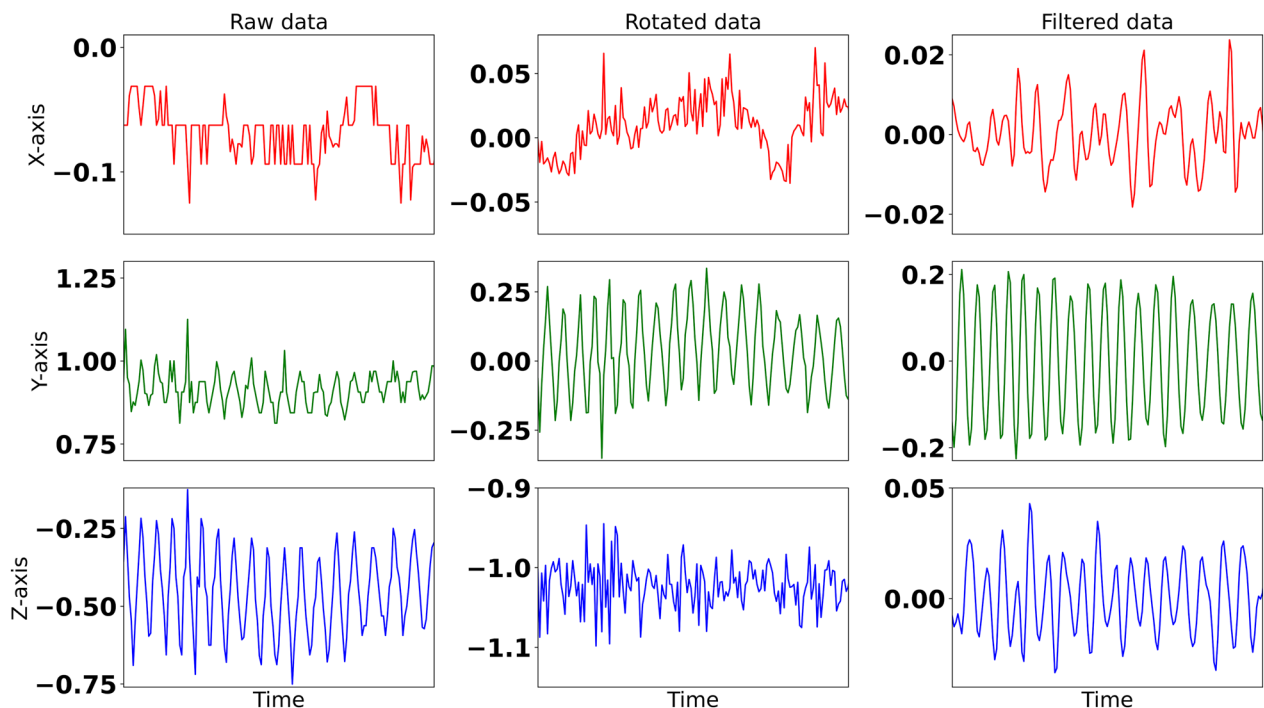 Raw data
Rotated data
Filtered data
X-axis
0.0
−0.1
0.05
0.00
−0.05
0.02
0.00
−0.02
Y-axis
1.25
1.00
0.75
0.25
0.00
−0.25
0.2
0.0
−0.2
Z-axis
−0.25
−0.50
−0.75
−0.9
−1.0
−1.1
0.05
0.00
Time
Time
Time